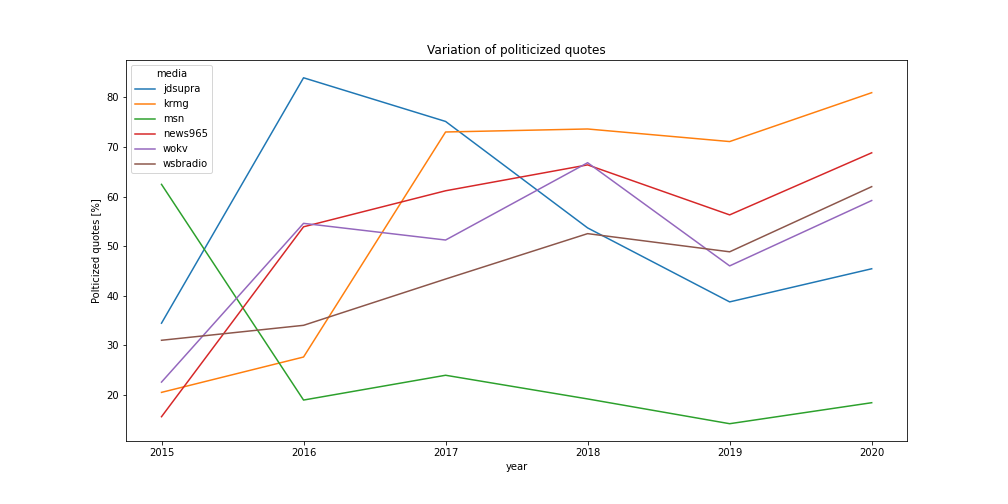 Variation of politicized quotes
media
jdsupra
krmg
msn
news965
wokv
wsbradio
Polticized quotes [%]
80
70
60
50
40
30
20
2015 2016 2017 2018 2019 2020
year